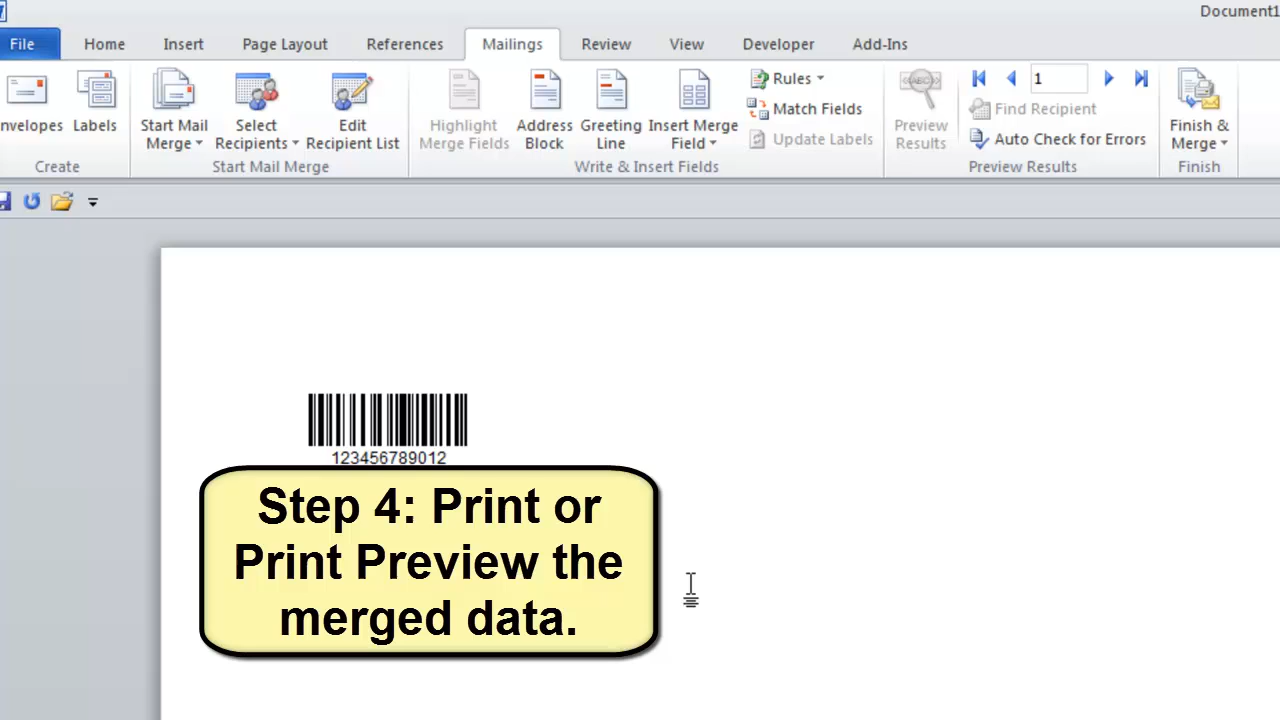 Document1
File Home Insert Page Layout References Mailings Review View Developer Add-Ins
nvelopes Labels Start Mail Merge Select Recipients Edit Recipient List Highlight Merge Fields Address Block Greeting Line Insert Merge Field Rules Match Fields Update Labels Preview Results 1 Find Recipient Auto Check for Errors Finish & Merge
Create Start Mail Merge Write & Insert Fields Preview Results Finish
123456789012
Step 4: Print or
Print Preview the
merged data.